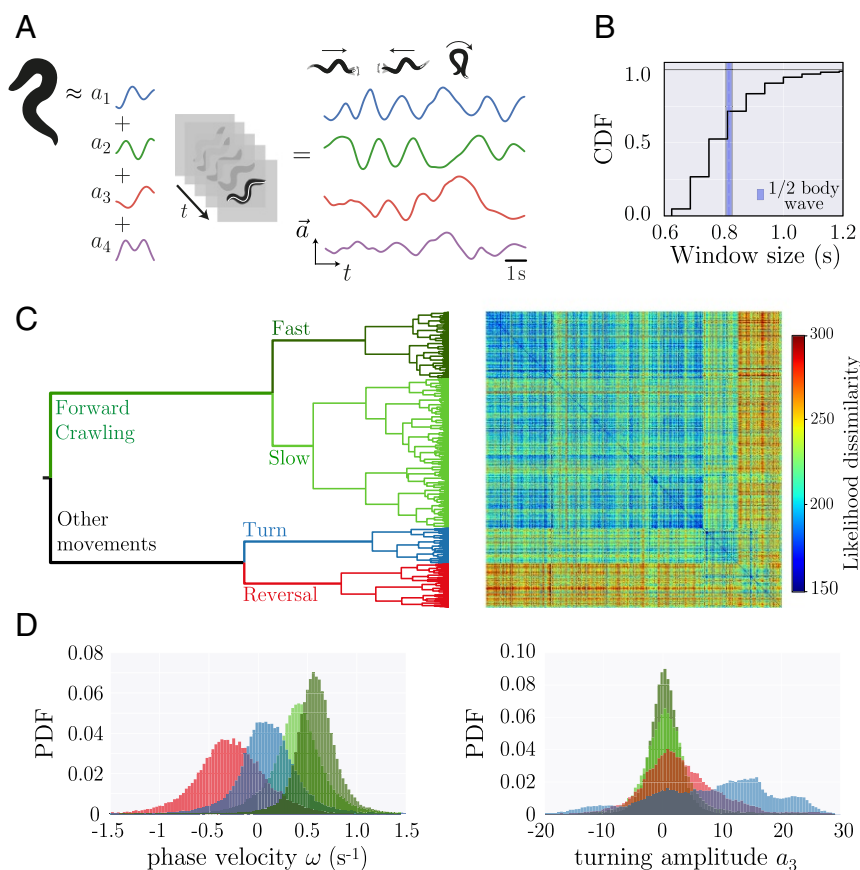 A
≈ a1
+
a2
+
a3
+
a4
t
=
a⃗
t
1s
B
CDF
1.0
0.5
0.0
1/2 body
wave
0.6 0.8 1.0 1.2
Window size (s)
C
Fast
Forward
Crawling
Slow
Other
movements
Turn
Reversal
300
250
200
150
Likelihood dissimilarity
D
PDF
0.08
0.06
0.04
0.02
0
-1.5 -1 -0.5 0 0.5 1 1.5
phase velocity ω (s-1)
PDF
0.10
0.08
0.06
0.04
0.02
0
-20 -10 0 10 20 30
turning amplitude a3